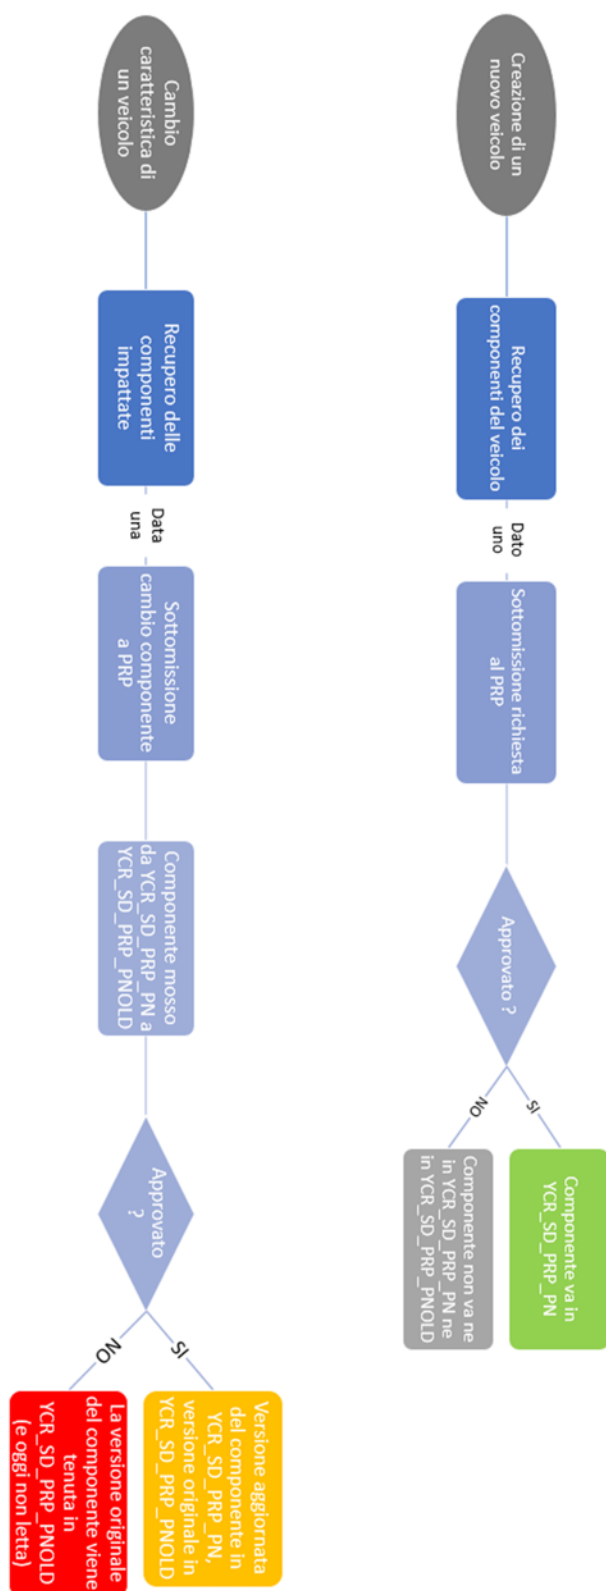 Creazione di un
nuovo veicolo
Recupero dei
componenti del veicolo
Dato
uno
Sottomissione richiesta
al PRP
Approvato ?
SI
NO
Componente va in
YCR_SD_PRP_PN
Componente non va ne
in YCR_SD_PRP_PN ne
in YCR_SD_PRP_PNOLD
Cambio
caratteristica di
un veicolo
Recupero delle
componenti
impattate
Data
una
Sottomissione
cambio componente
a PRP
Componente mosso
da YCR_SD_PRP_PN a
YCR_SD_PRP_PNOLD
Approvato
?
SI
NO
Versione aggiornata
del componente in
YCR_SD_PRP_PN,
versione originale in
YCR_SD_PRP_PNOLD
La versione originale
del componente viene
tenuta in
YCR_SD_PRP_PNOLD
(e oggi non letta)